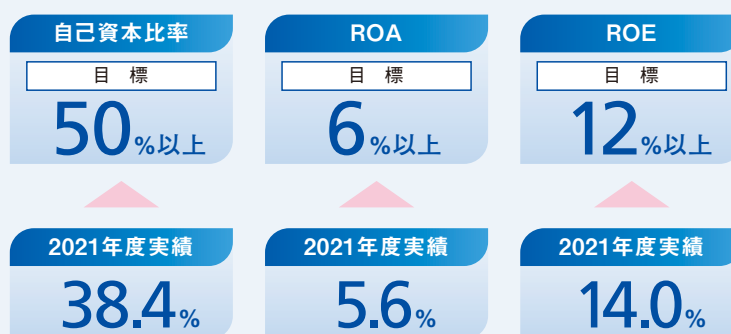 自己資本比率
目標
50%以上
ROA
目標
6%以上
ROE
目標
12%以上
2021年度実績
38.4%
2021年度実績
5.6%
2021年度実績
14.0%